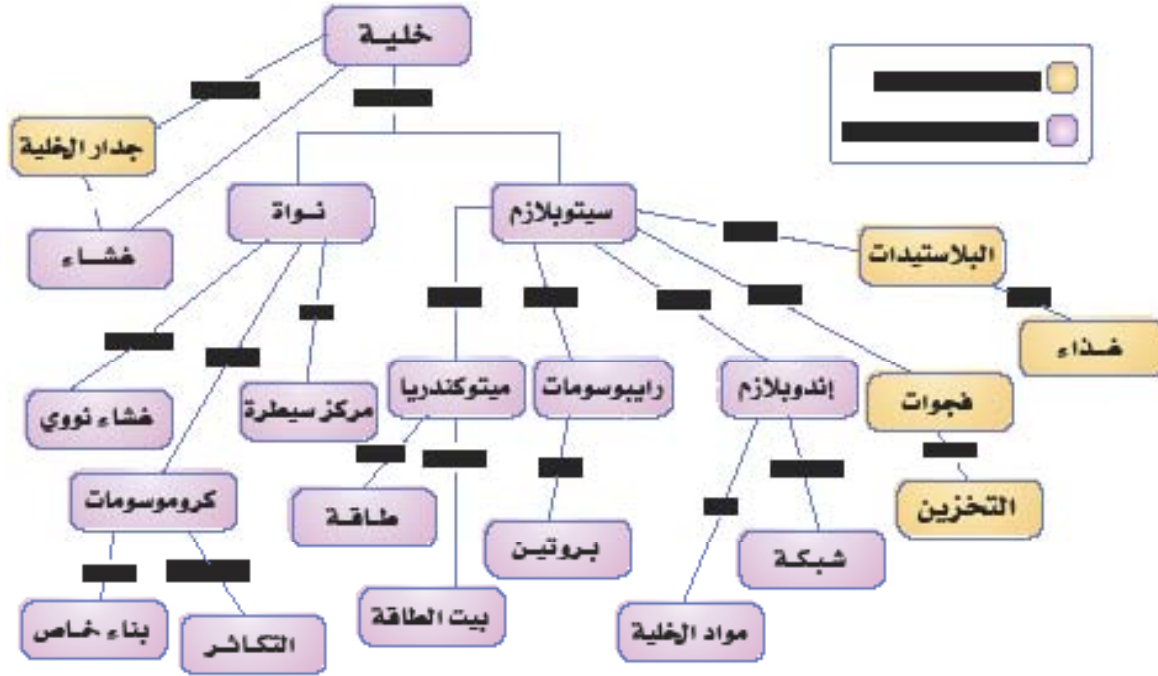 خلية
جدار الخلية
غشاء
نواة
سيتوبلازم
البلاستيدات
غذاء
غشاء نووي
مركز سيطرة
ميتوكندريا
رايبوسومات
إندوبلازم
فجوات
كروموسومات
طاقة
بروتين
شبكة
التخزين
بناء خاص
التكاثر
بيت الطاقة
مواد الخلية